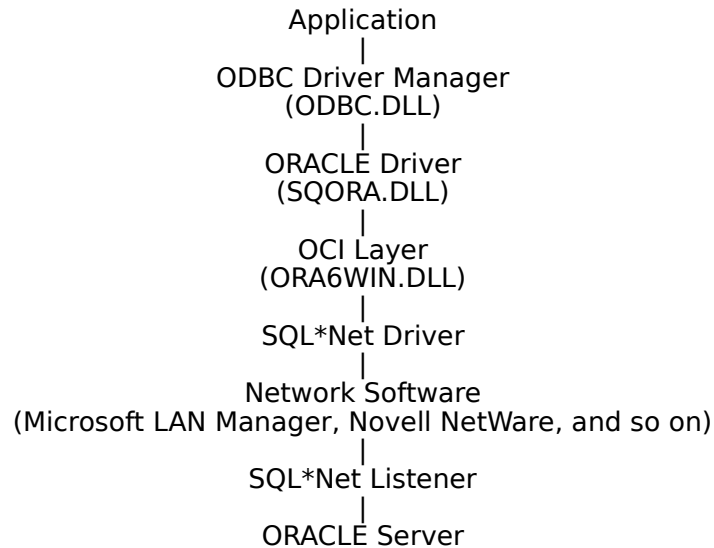 Application
|
ODBC Driver Manager
(ODBC.DLL)
|
ORACLE Driver
(SQORA.DLL)
|
OCI Layer
(ORA6WIN.DLL)
|
SQL*Net Driver
|
Network Software
(Microsoft LAN Manager, Novell NetWare, and so on)
|
SQL*Net Listener
|
ORACLE Server